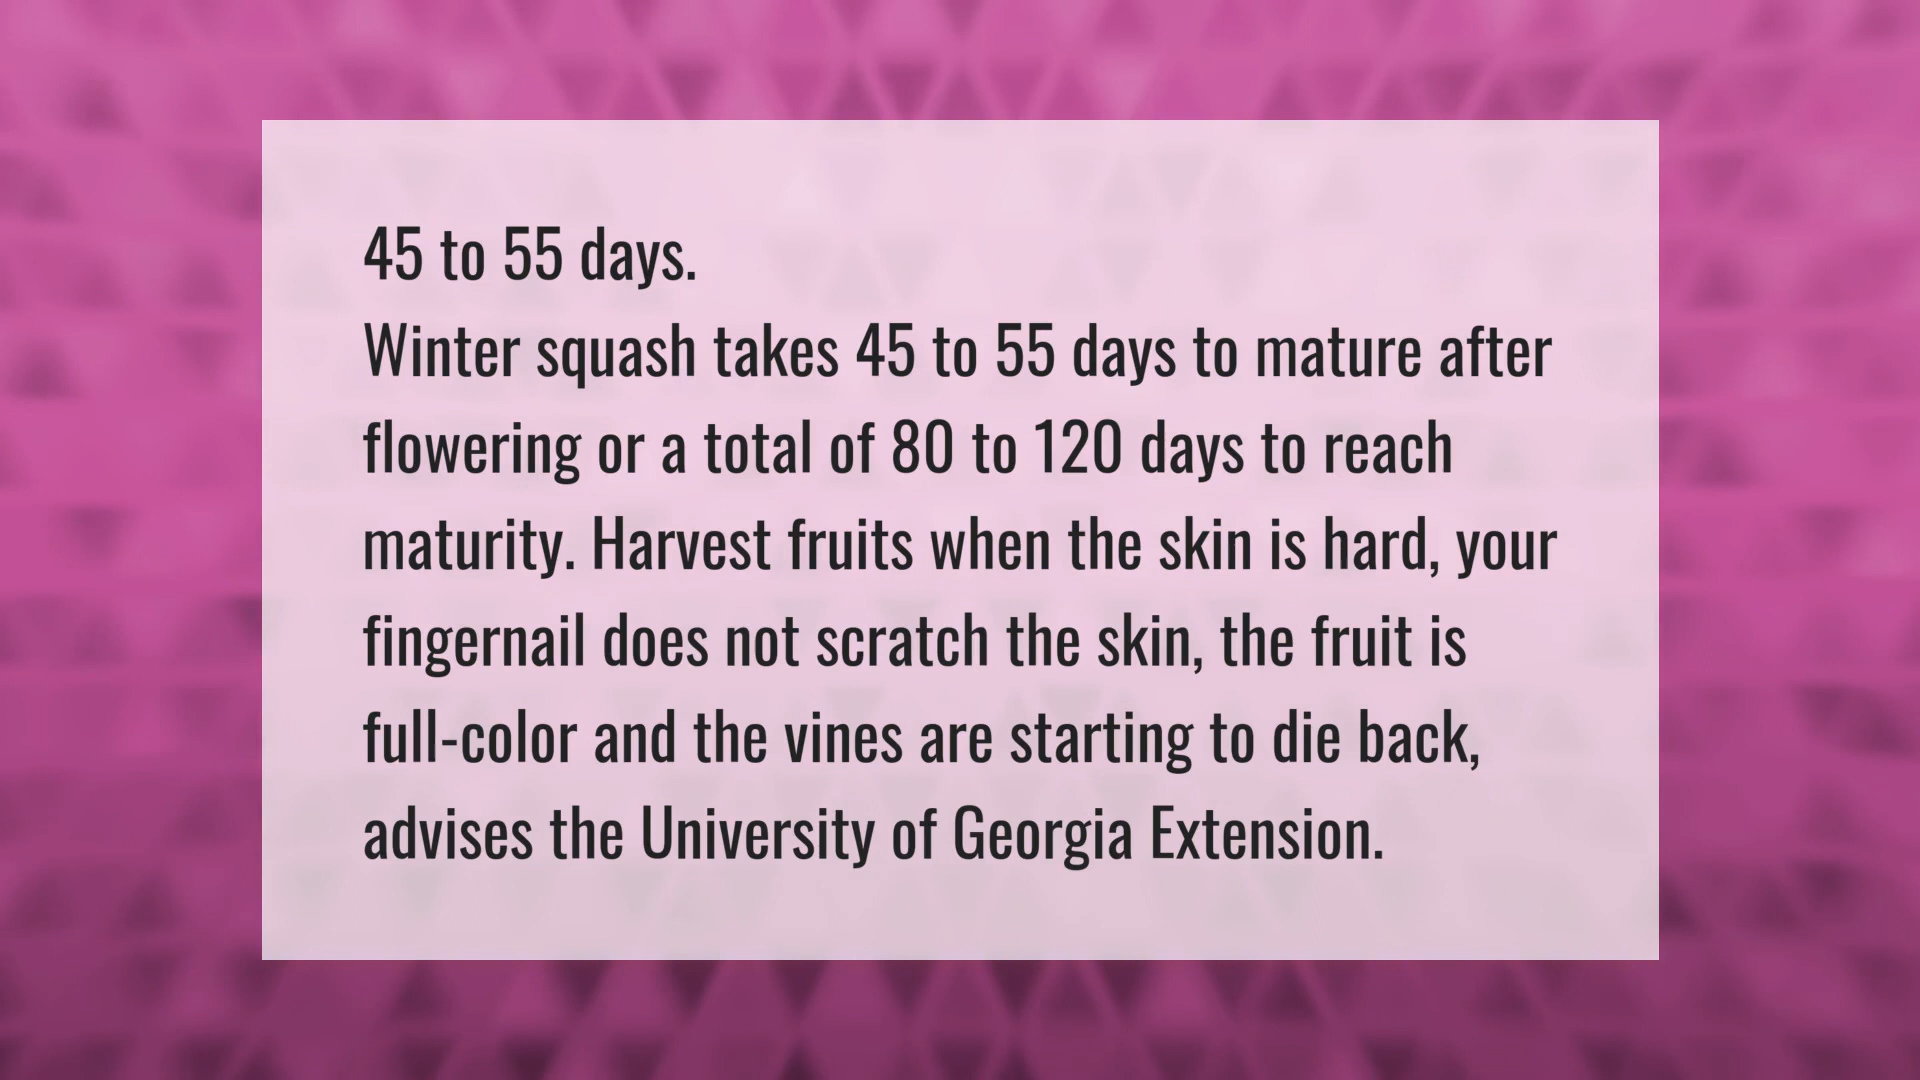 45 to 55 days.
Winter squash takes 45 to 55 days to mature after
flowering or a total of 80 to 120 days to reach
maturity. Harvest fruits when the skin is hard, your
fingernail does not scratch the skin, the fruit is
full-color and the vines are starting to die back,
advises the University of Georgia Extension.